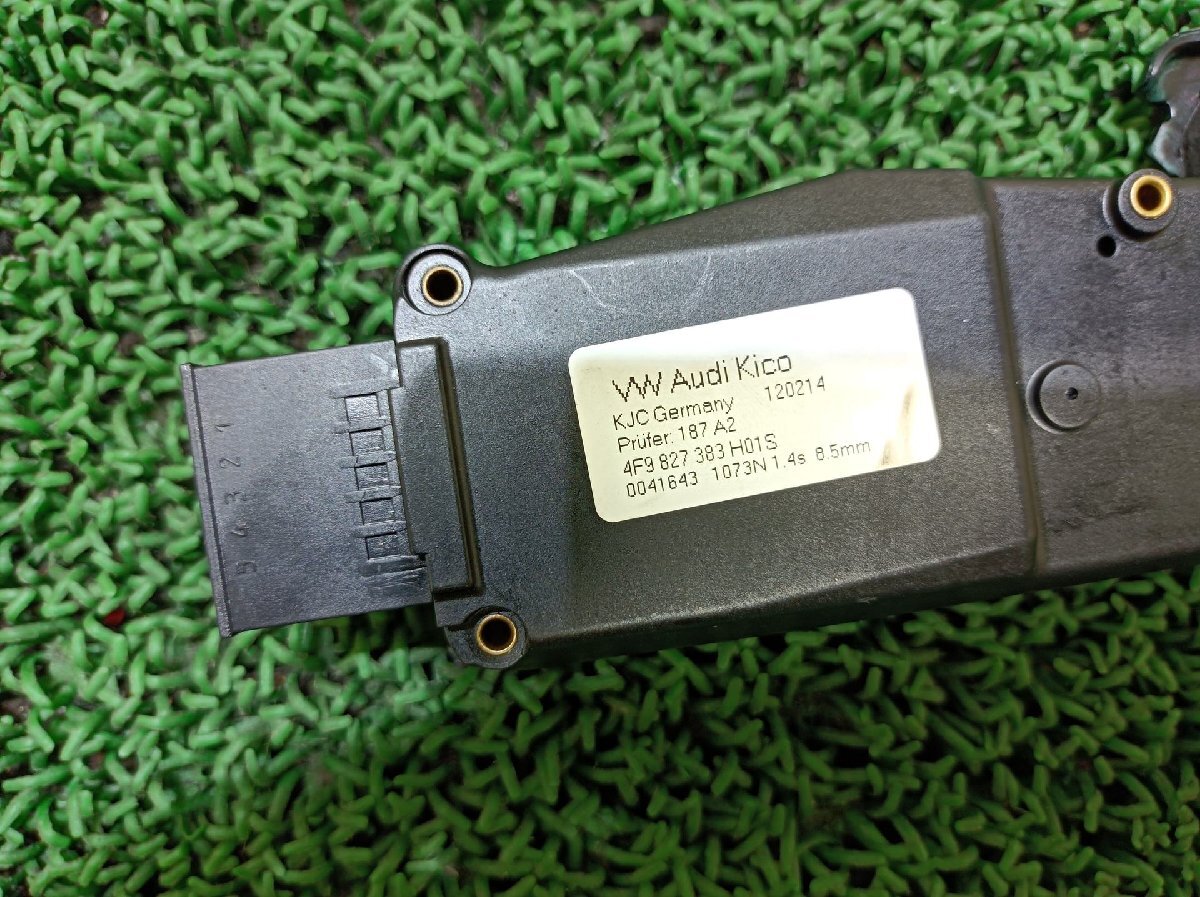 VW Audi Kico
KJC Germany 120214
Prüfer: 187 A2
4F9 827 383 H01S
0041643 1073N 1.4s 8.5mm
1
2
3
4
5